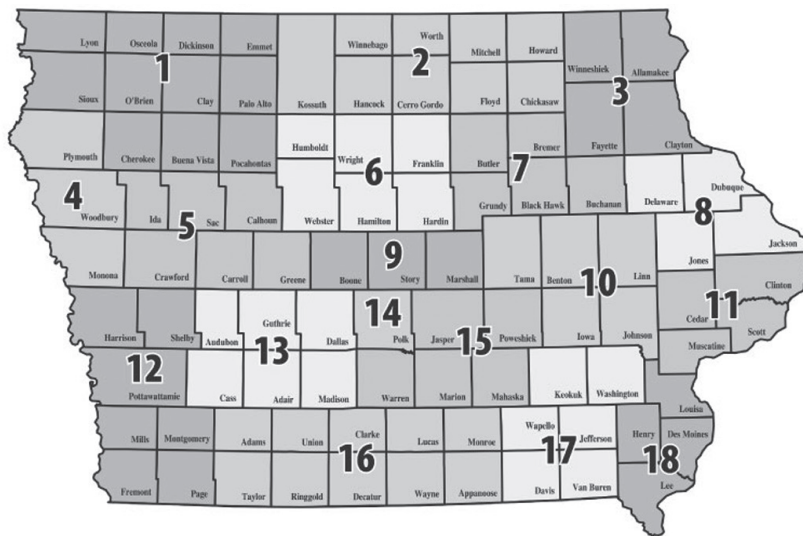 Lyon
Osceola
Dickinson
Emmet
Winnebago
Worth
Mitchell
Howard
Winneshiek
Allamakee
1
2
3
Sioux
O'Brien
Clay
Palo Alto
Kossuth
Hancock
Cerro Gordo
Floyd
Chickasaw
Fayette
Clayton
Plymouth
Cherokee
Buena Vista
Pocahontas
Humboldt
Wright
Franklin
Butler
Bremer
6
7
4
Woodbury
Ida
5
Sac
Calhoun
Webster
Hamilton
Hardin
Grundy
Black Hawk
Buchanan
Delaware
Dubuque
8
Jackson
Monona
Crawford
Carroll
Greene
Boone
9
Story
Marshall
Tama
Benton
10
Linn
Jones
Clinton
Harrison
Shelby
Audubon
Guthrie
13
Dallas
14
Polk
Jasper
15
Poweshiek
Iowa
Johnson
Cedar
11
Scott
Muscatine
12
Pottawattamie
Cass
Adair
Madison
Warren
Marion
Mahaska
Keokuk
Washington
Louisa
Mills
Montgomery
Adams
Union
Clarke
Lucas
Monroe
Wapello
Jefferson
Henry
Des Moines
16
17
18
Fremont
Page
Taylor
Ringgold
Decatur
Wayne
Appanoose
Davis
Van Buren
Lee